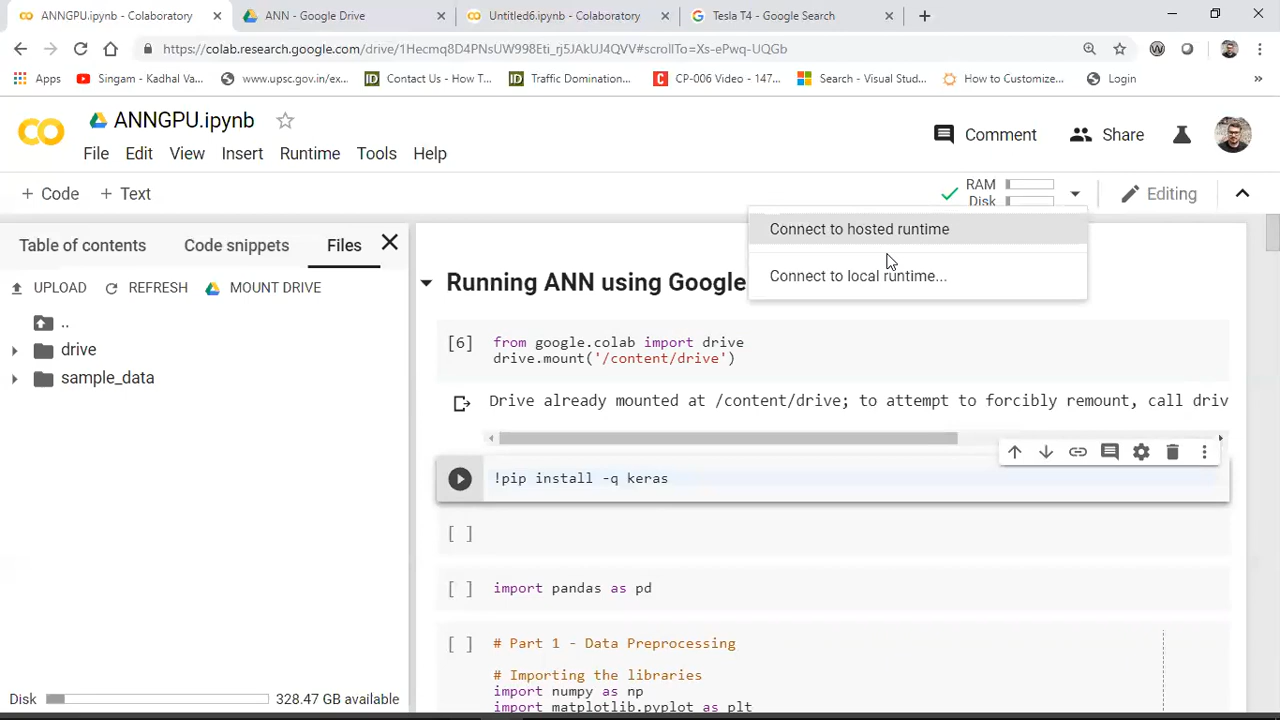 ANNGPU.ipynb - Colaboratory
ANN - Google Drive
Untitled6.ipynb - Colaboratory
Tesla T4 - Google Search
https://colab.research.google.com/drive/1Hecmq8D4PNsUW998Eti_rj5JAkUJ4QVV#scrollTo=Xs-ePwq-UQGb
Apps
Singam - Kadhal Va...
www.upsc.gov.in/ex...
Contact Us - How T...
Traffic Domination...
CP-006 Video - 147...
Search - Visual Stud...
How to Customize...
Login
»
ANNGPU.ipynb
Comment
Share
File Edit View Insert Runtime Tools Help
+ Code + Text
RAM
Disk
Editing
Connect to hosted runtime
Connect to local runtime...
Table of contents Code snippets Files
UPLOAD REFRESH MOUNT DRIVE
..
drive
sample_data
Disk 328.47 GB available
Running ANN using Google
[6] from google.colab import drive
drive.mount('/content/drive')
Drive already mounted at /content/drive; to attempt to forcibly remount, call driv
!pip install -q keras
[ ]
[ ] import pandas as pd
[ ] # Part 1 - Data Preprocessing
# Importing the libraries
import numpy as np
import matplotlib.pyplot as plt